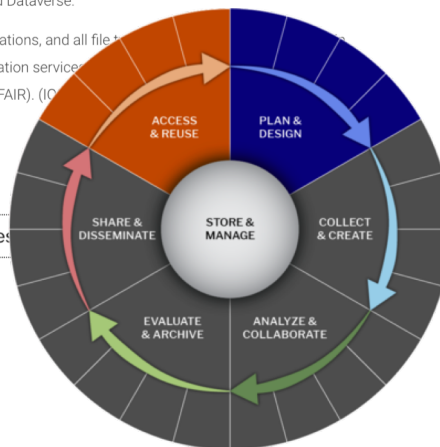 d Dataverse.
ations, and all file
ation services
FAIR). (IC
ACCESS
& REUSE
PLAN &
DESIGN
SHARE &
DISSEMINATE
STORE &
MANAGE
COLLECT
& CREATE
es
EVALUATE
& ARCHIVE
ANALYZE &
COLLABORATE